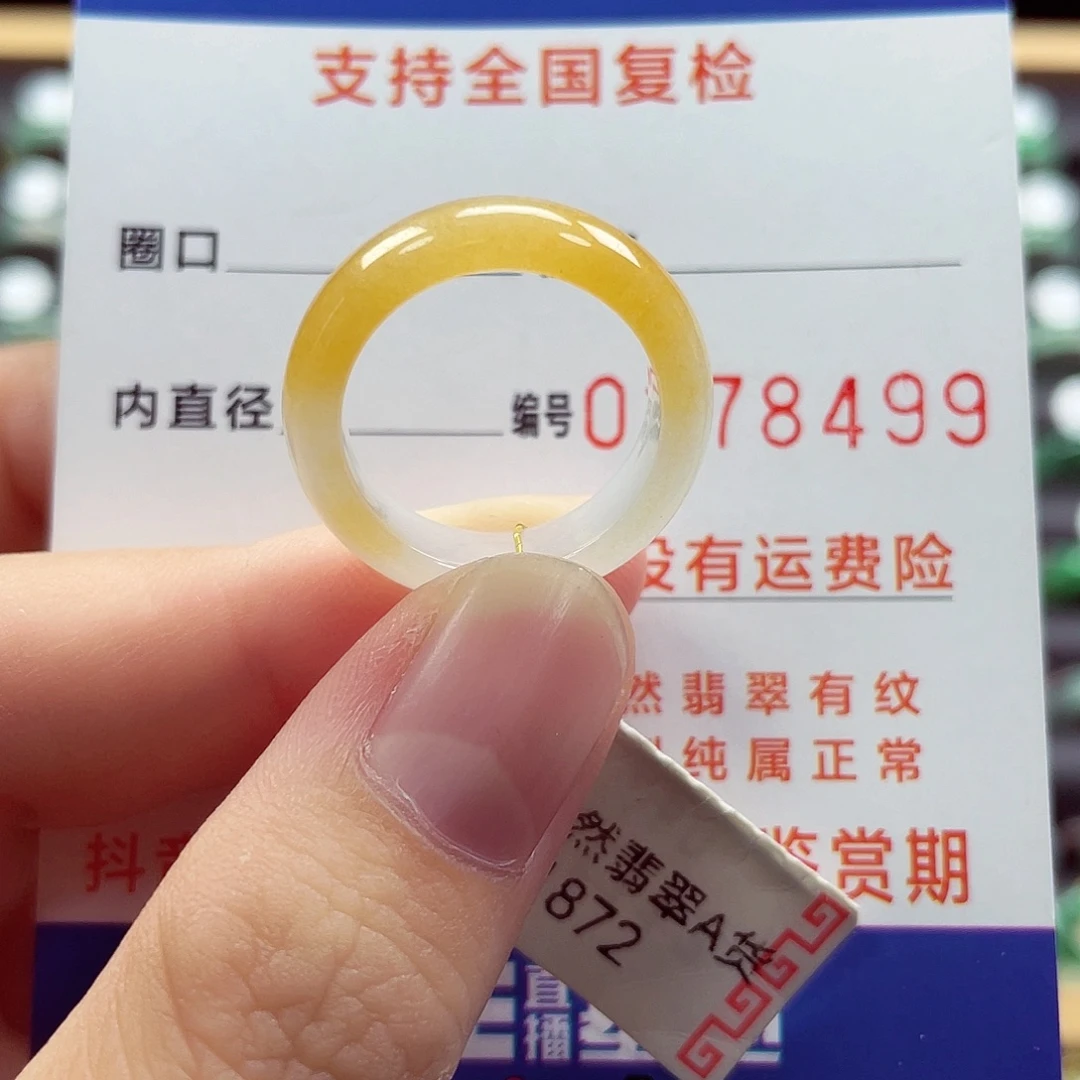 支持全国复检
圈口
内直径 编号 0 78499
没有运费险
然翡翠有纹
纯属正常
抖 鉴赏期
然翡翠A货
872
直播